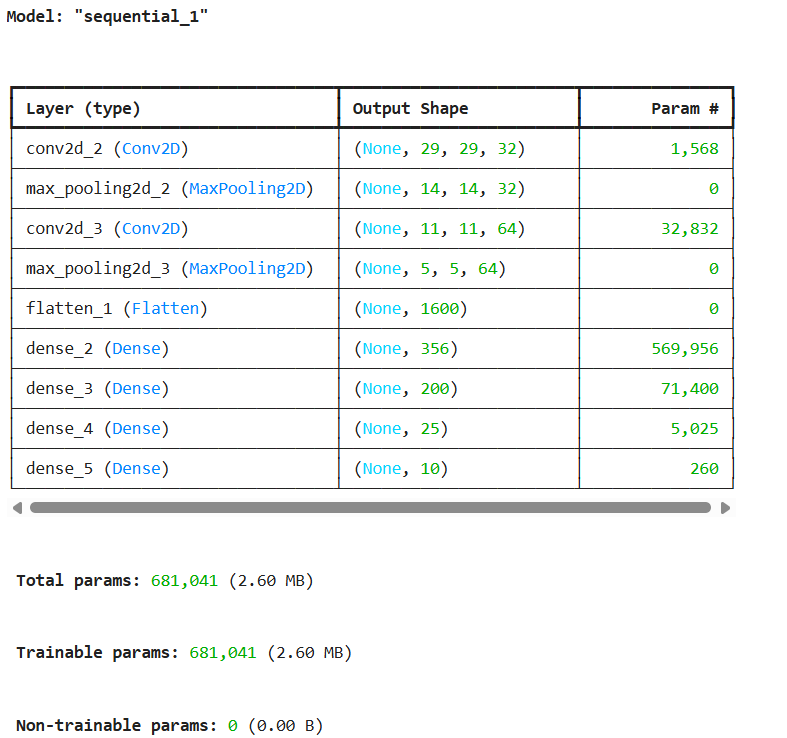 Model: "sequential_1"
Layer (type) Output Shape Param #
conv2d_2 (Conv2D) (None, 29, 29, 32) 1,568
max_pooling2d_2 (MaxPooling2D) (None, 14, 14, 32) 0
conv2d_3 (Conv2D) (None, 11, 11, 64) 32,832
max_pooling2d_3 (MaxPooling2D) (None, 5, 5, 64) 0
flatten_1 (Flatten) (None, 1600) 0
dense_2 (Dense) (None, 356) 569,956
dense_3 (Dense) (None, 200) 71,400
dense_4 (Dense) (None, 25) 5,025
dense_5 (Dense) (None, 10) 260
Total params: 681,041 (2.60 MB)
Trainable params: 681,041 (2.60 MB)
Non-trainable params: 0 (0.00 B)